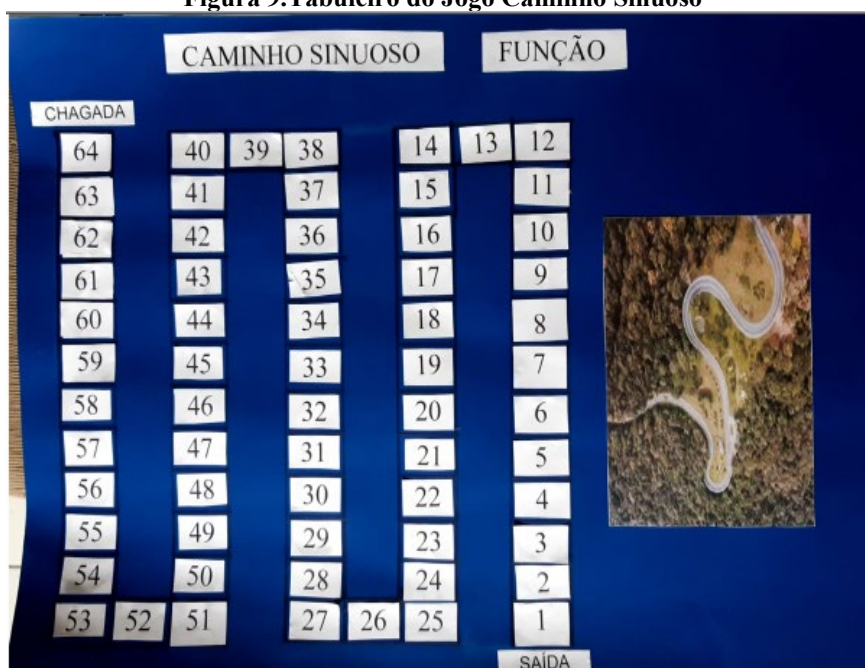 Figura 9.Tabuleiro do Jogo Caminho Sinuoso
CAMINHO SINUOSO FUNÇÃO
CHAGADA
64 40 39 38 14 13 12
63 41 37 15 11
62 42 36 16 10
61 43 35 17 9
60 44 34 18 8
59 45 33 19 7
58 46 32 20 6
57 47 31 21 5
56 48 30 22 4
55 49 29 23 3
54 50 28 24 2
53 52 51 27 26 25 1
SAÍDA